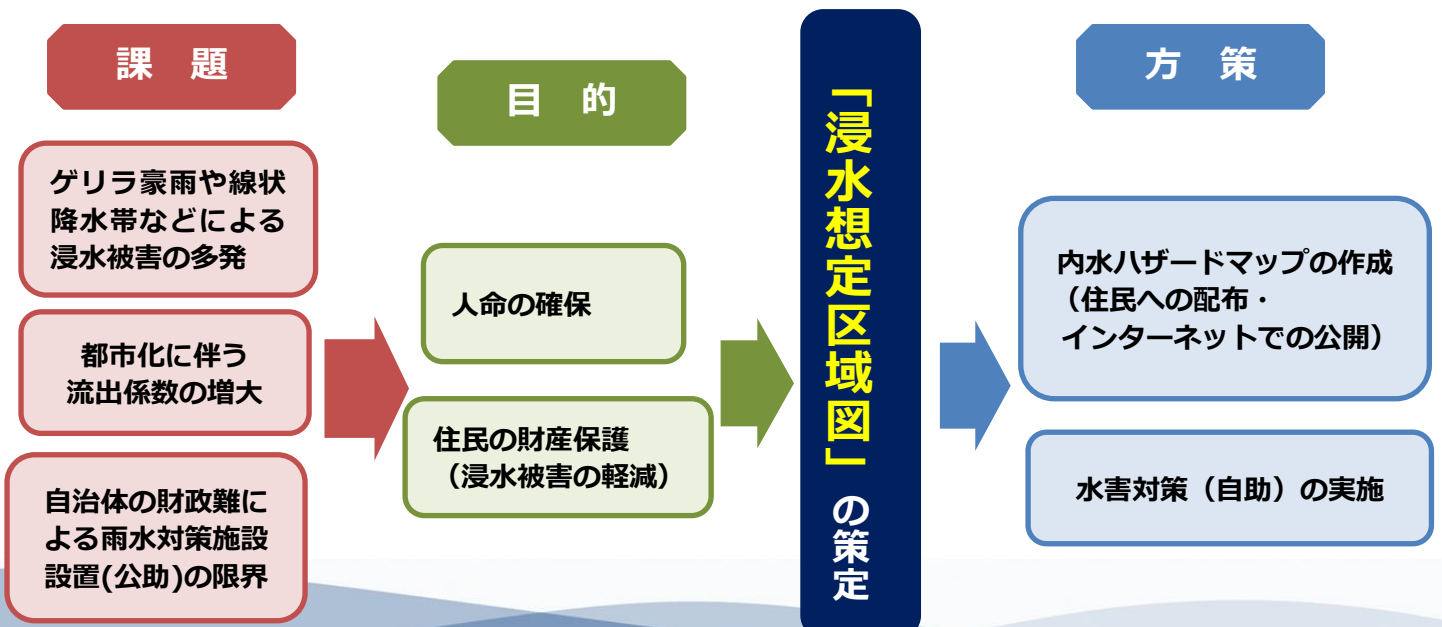 課 題
ゲリラ豪雨や線状
降水帯などによる
浸水被害の多発
都市化に伴う
流出係数の増大
自治体の財政難に
よる雨水対策施設
設置(公助)の限界
目 的
人命の確保
住民の財産保護
（浸水被害の軽減）
「浸水想定区域図」の策定
方 策
内水ハザードマップの作成
（住民への配布・
インターネットでの公開）
水害対策（自助）の実施